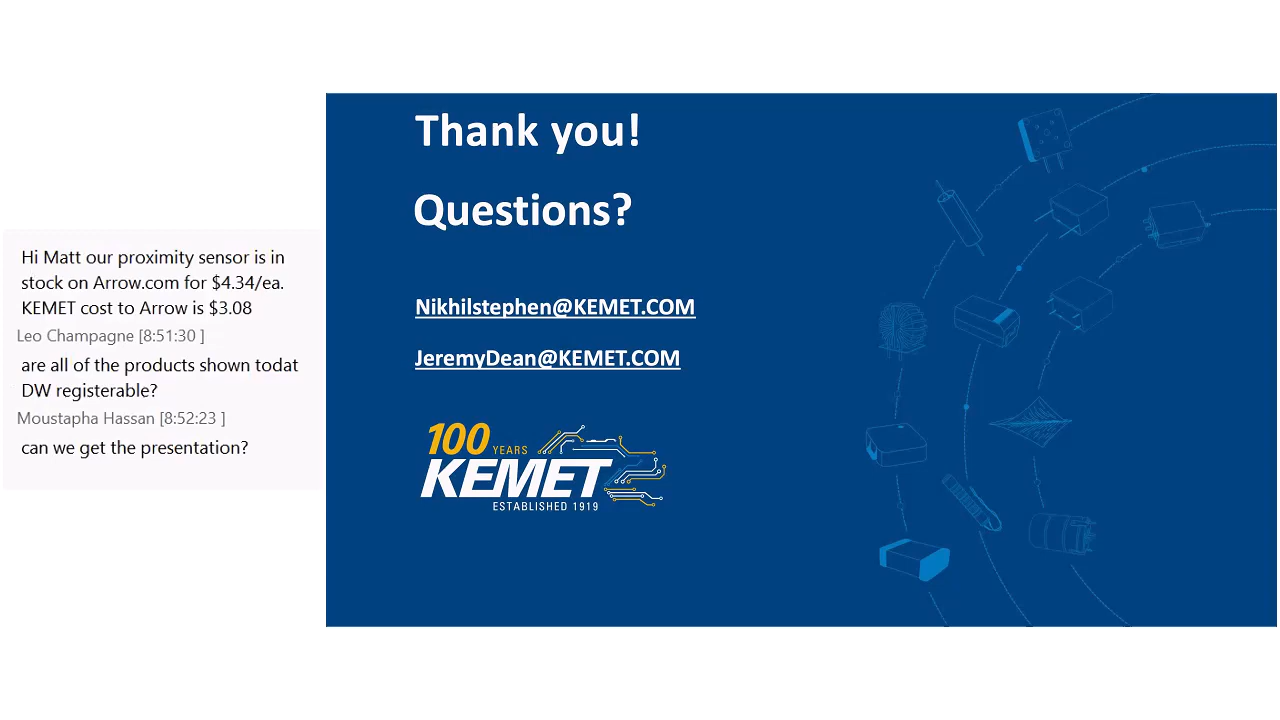 Hi Matt our proximity sensor is in
stock on Arrow.com for $4.34/ea.
KEMET cost to Arrow is $3.08
Leo Champagne [8:51:30 ]
are all of the products shown todat
DW registerable?
Moustapha Hassan [8:52:23 ]
can we get the presentation?
Thank you!
Questions?
Nikhilstephen@KEMET.COM
JeremyDean@KEMET.COM
100 YEARS
KEMET
ESTABLISHED 1919